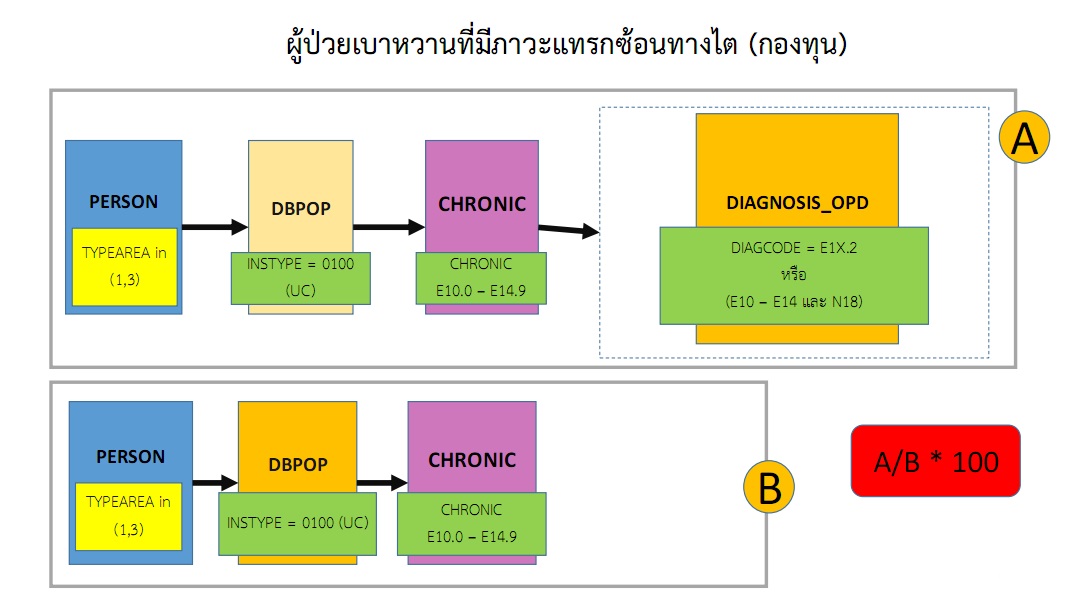 ผู้ป่วยเบาหวานที่มีภาวะแทรกซ้อนทางไต (กองทุน)
A
PERSON
TYPEAREA in
(1,3)
DBPOP
INSTYPE = 0100
(UC)
CHRONIC
CHRONIC
E10.0 – E14.9
DIAGNOSIS_OPD
DIAGCODE = E1X.2
หรือ
(E10 – E14 และ N18)
PERSON
TYPEAREA in
(1,3)
DBPOP
INSTYPE = 0100 (UC)
CHRONIC
CHRONIC
E10.0 – E14.9
B
A/B * 100